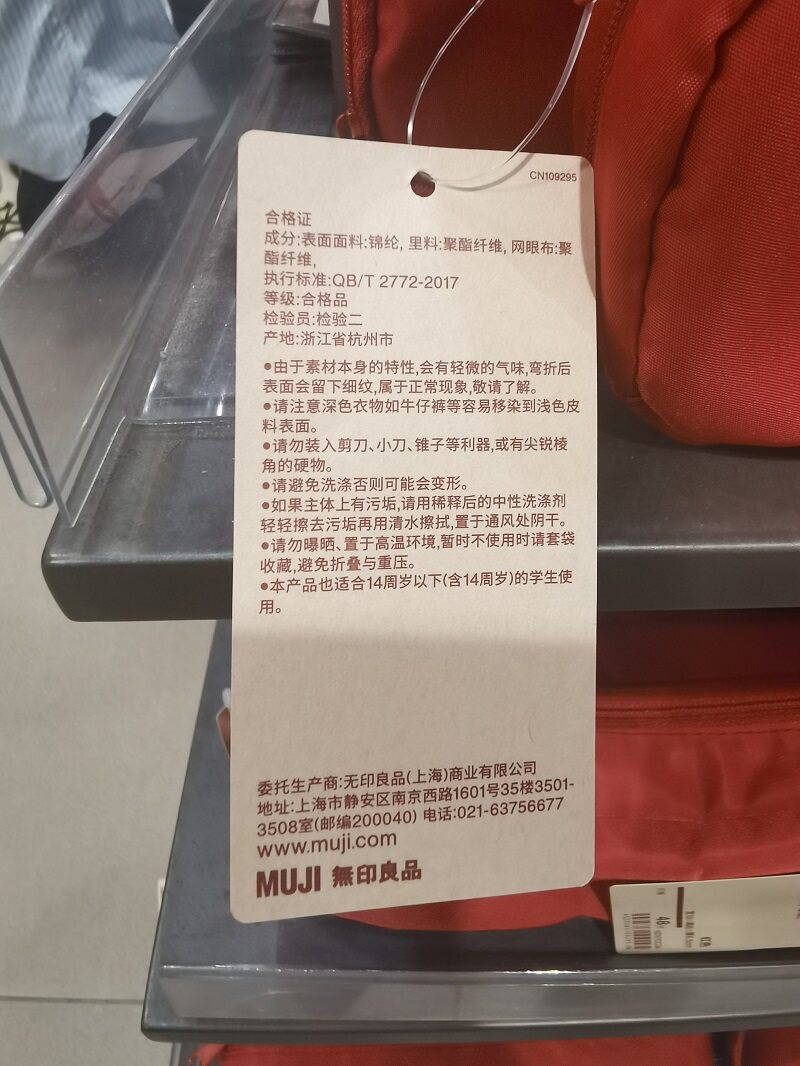 CN109295
合格证
成分:表面面料:锦纶, 里料:聚酯纤维, 网眼布:聚
酯纤维,
执行标准:QB/T 2772-2017
等级:合格品
检验员:检验二
产地:浙江省杭州市
●由于素材本身的特性,会有轻微的气味,弯折后
表面会留下细纹,属于正常现象,敬请了解。
●请注意深色衣物如牛仔裤等容易移染到浅色皮
料表面。
●请勿装入剪刀、小刀、锥子等利器,或有尖锐棱
角的硬物。
●请避免洗涤否则可能会变形。
●如果主体上有污垢,请用稀释后的中性洗涤剂
轻轻擦去污垢再用清水擦拭,置于通风处阴干。
●请勿曝晒、置于高温环境,暂时不使用时请套袋
收藏,避免折叠与重压。
●本产品也适合14周岁以下(含14周岁)的学生使
用。
委托生产商:无印良品(上海)商业有限公司
地址:上海市静安区南京西路1601号35楼3501-
3508室(邮编200040) 电话:021-63756677
www.muji.com
MUJI 無印良品
红色